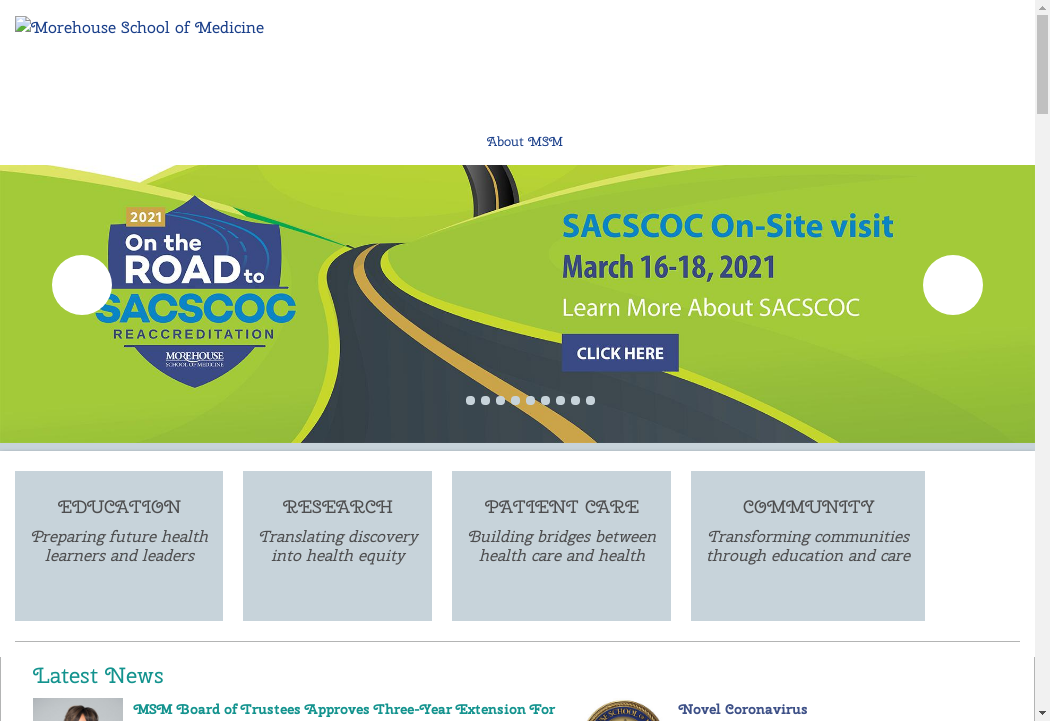 Morehouse School of Medicine
About MSM
2021
On the
ROAD to
SACSCOC
REACCREDITATION
MOREHOUSE
SCHOOL OF MEDICINE
SACSCOC On-Site visit
March 16-18, 2021
Learn More About SACSCOC
CLICK HERE
EDUCATION
Preparing future health
learners and leaders
RESEARCH
Translating discovery
into health equity
PATIENT CARE
Building bridges between
health care and health
COMMUNITY
Transforming communities
through education and care
Latest News
MSM Board of Trustees Approves Three-Year Extension For
Novel Coronavirus